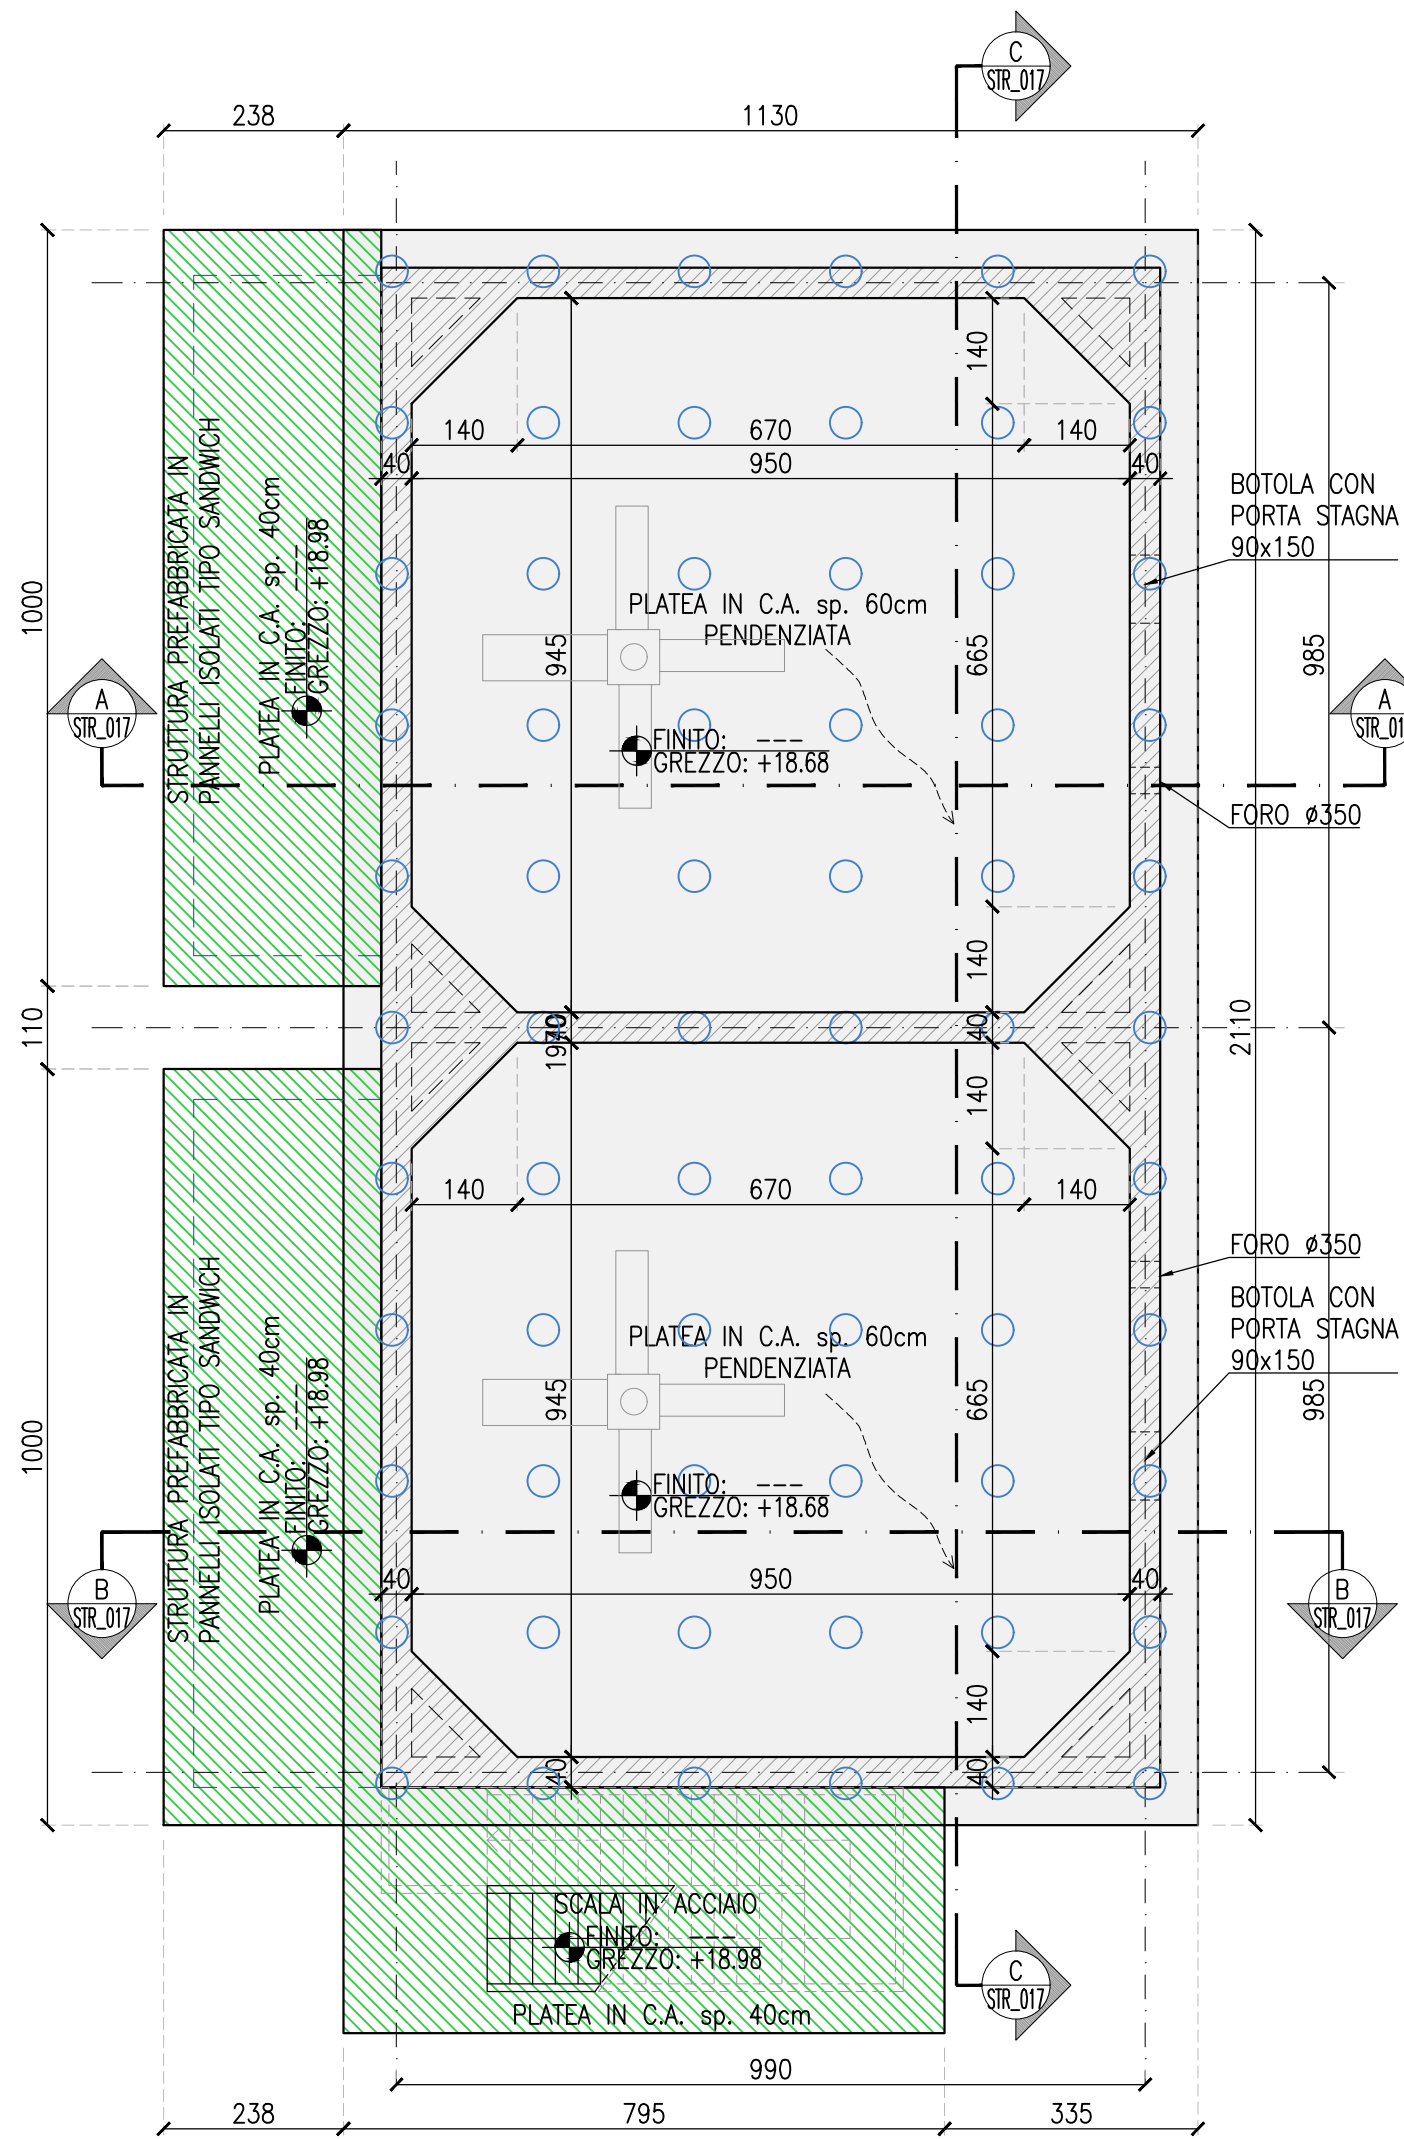 C
STR_017
238
1130
140
140
670
140
40
950
40
BOTOLA CON
PORTA STAGNA
90x150
STRUTTURA PREFABBRICATA IN
PANNELLI ISOLATI TIPO SANDWICH
PLATEA IN C.A. sp. 40cm
FINITO: ---
GREZZO: +18.98
1000
PLATEA IN C.A. sp. 60cm
PENDENZIATA
945
665
985
A
STR_017
A
STR_01
FINITO: ---
GREZZO: +18.68
FORO ø350
140
110
1970
40
2110
140
140
670
140
FORO ø350
BOTOLA CON
PORTA STAGNA
90x150
STRUTTURA PREFABBRICATA IN
PANNELLI ISOLATI TIPO SANDWICH
PLATEA IN C.A. sp. 40cm
FINITO: ---
GREZZO: +18.98
1000
PLATEA IN C.A. sp. 60cm
PENDENZIATA
945
665
985
FINITO: ---
GREZZO: +18.68
40
950
40
B
STR_017
B
STR_017
140
40
40
SCALA IN ACCIAIO
FINITO: ---
GREZZO: +18.98
PLATEA IN C.A. sp. 40cm
C
STR_017
990
238
795
335